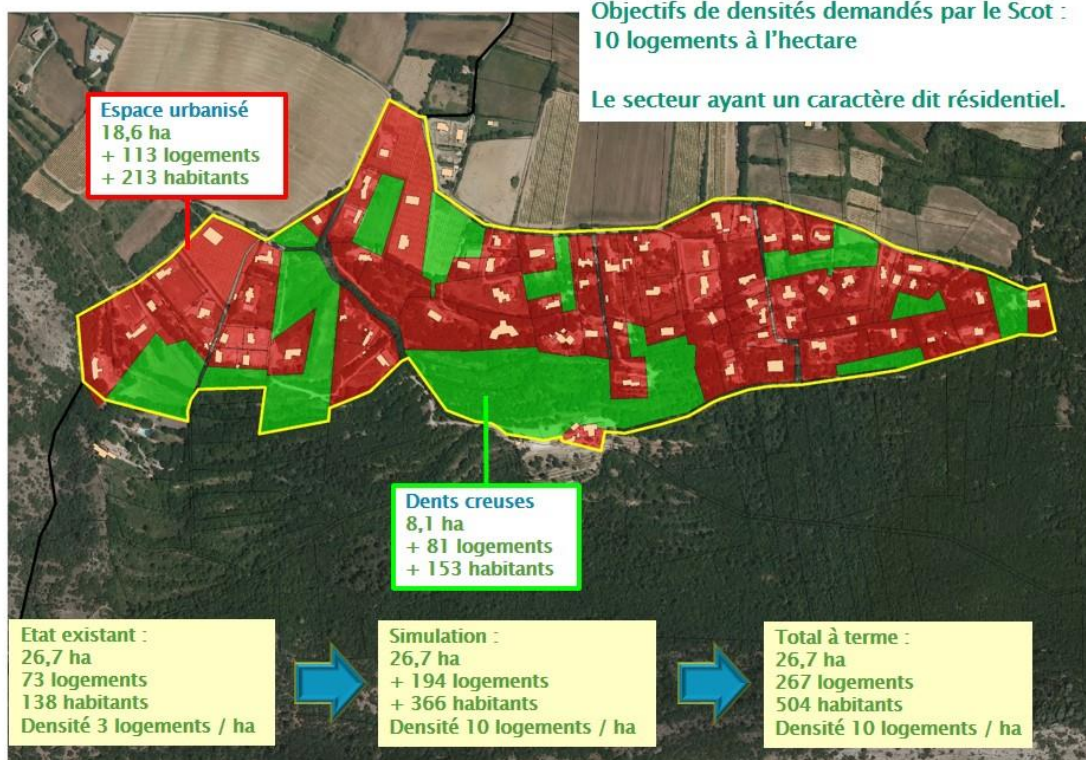 Objectifs de densités demandés par le Scot :
10 logements à l'hectare
Le secteur ayant un caractère dit résidentiel.
Espace urbanisé
18,6 ha
+ 113 logements
+ 213 habitants
Dents creuses
8,1 ha
+ 81 logements
+ 153 habitants
Etat existant :
26,7 ha
73 logements
138 habitants
Densité 3 logements / ha
Simulation :
26,7 ha
+ 194 logements
+ 366 habitants
Densité 10 logements / ha
Total à terme :
26,7 ha
267 logements
504 habitants
Densité 10 logements / ha